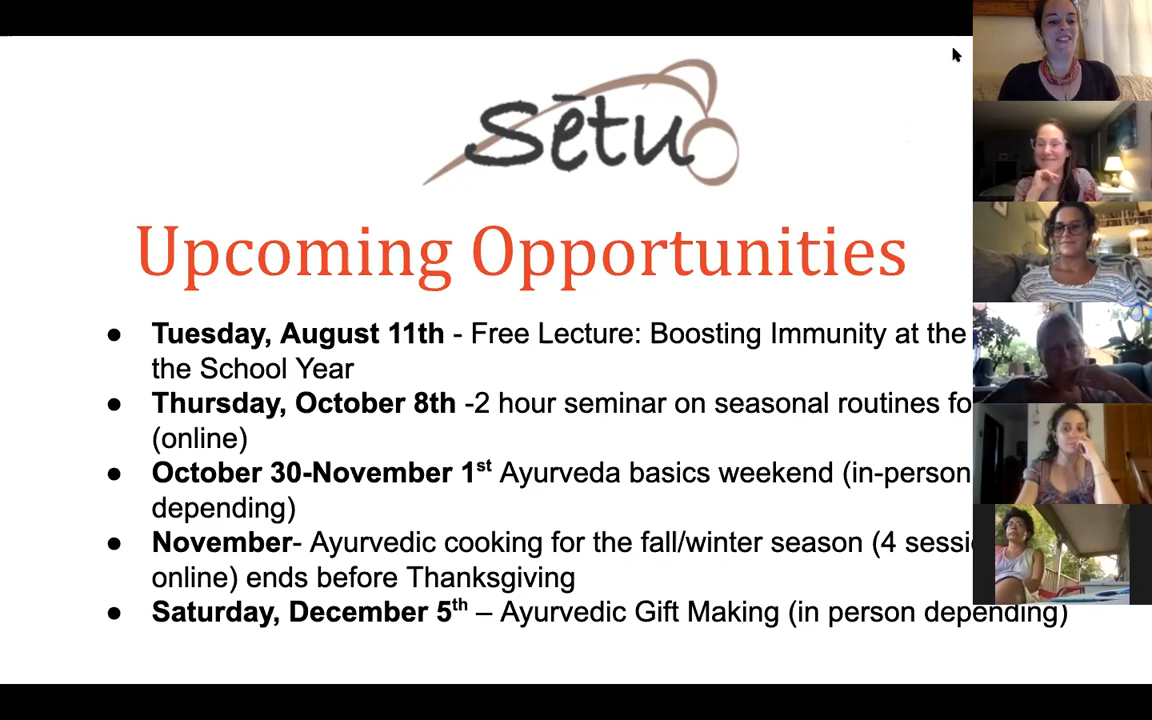 Sētu
Upcoming Opportunities
● Tuesday, August 11th - Free Lecture: Boosting Immunity at the
the School Year
● Thursday, October 8th -2 hour seminar on seasonal routines fo
(online)
● October 30-November 1st Ayurveda basics weekend (in-person
depending)
● November- Ayurvedic cooking for the fall/winter season (4 sessi
online) ends before Thanksgiving
● Saturday, December 5th – Ayurvedic Gift Making (in person depending)